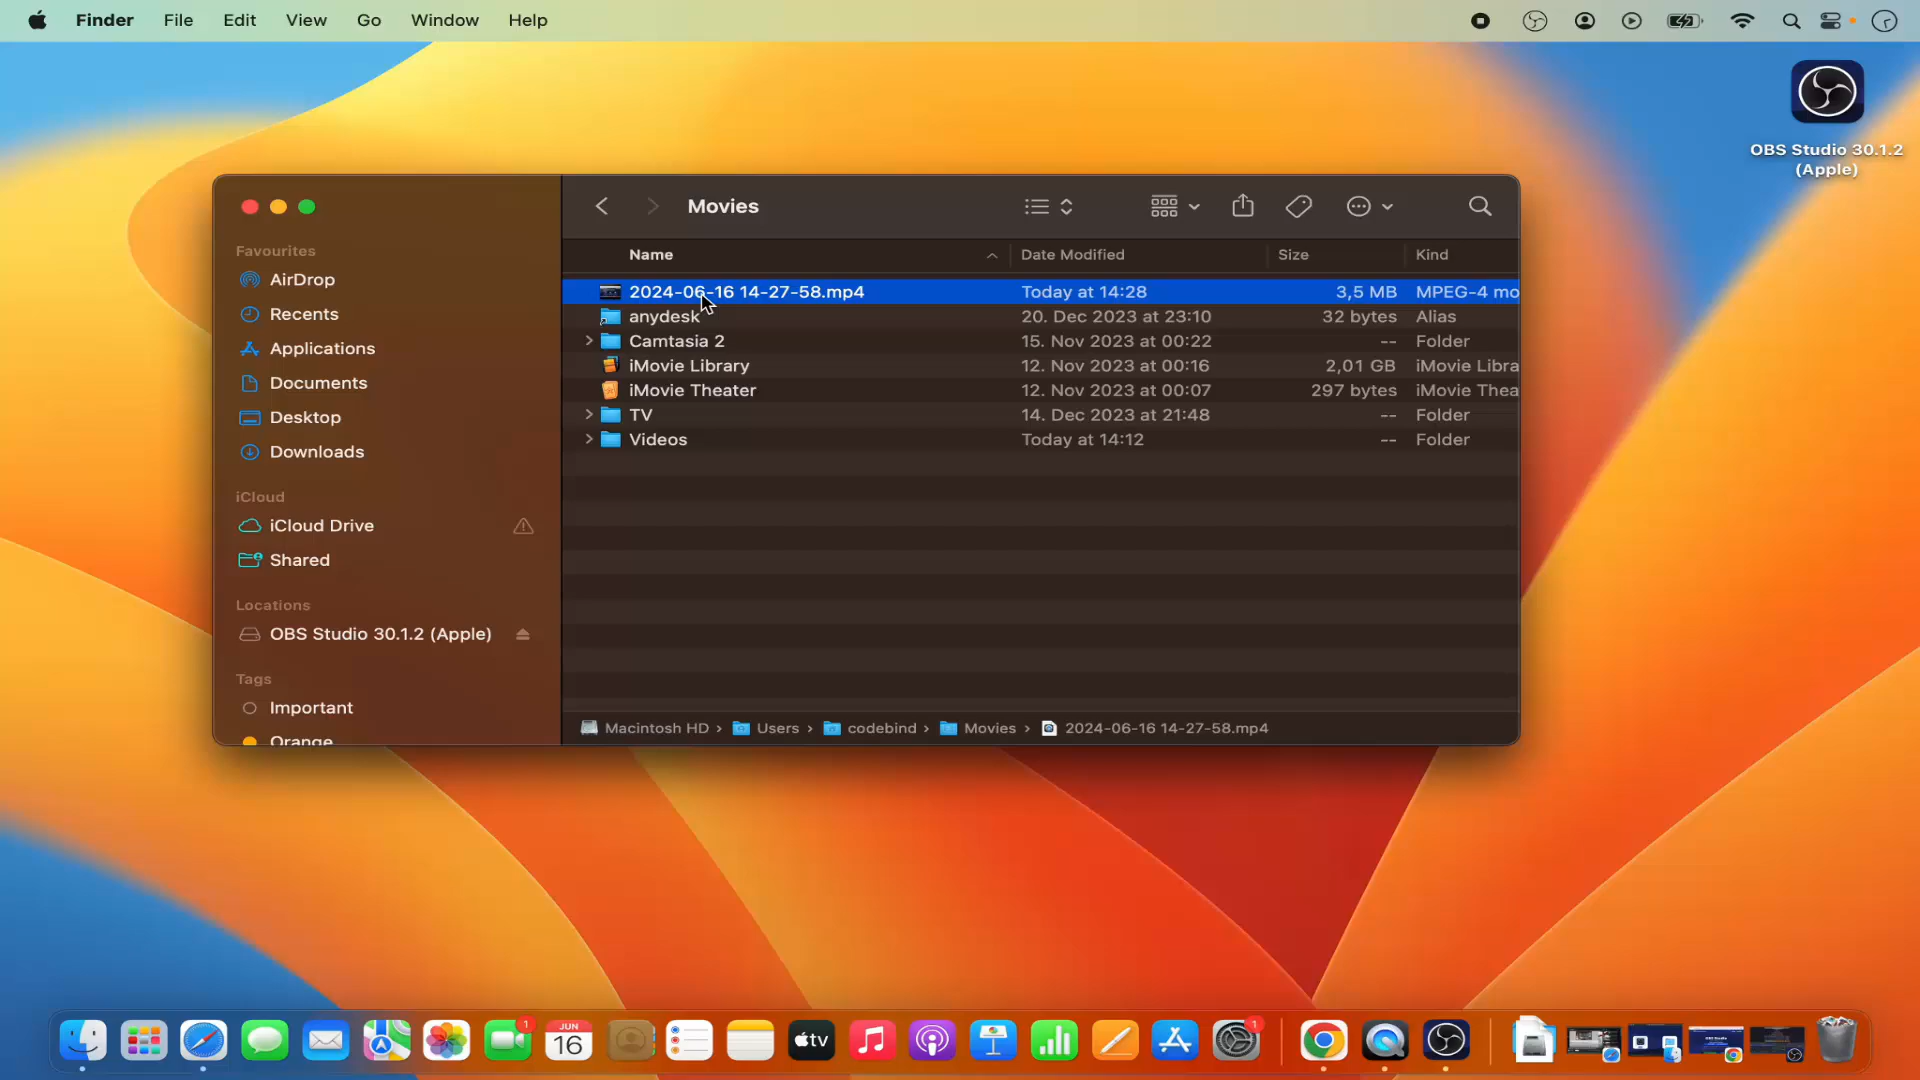 Finder File Edit View Go Window Help
OBS Studio 30.1.2
(Apple)
Movies
Favourites
AirDrop
Recents
Applications
Documents
Desktop
Downloads
iCloud
iCloud Drive
Shared
Locations
OBS Studio 30.1.2 (Apple)
Tags
Important
Orange
Name Date Modified Size Kind
2024-06-16 14-27-58.mp4 Today at 14:28 3,5 MB MPEG-4 mo
anydesk 20. Dec 2023 at 23:10 32 bytes Alias
Camtasia 2 15. Nov 2023 at 00:22 -- Folder
iMovie Library 12. Nov 2023 at 00:16 2,01 GB iMovie Libra
iMovie Theater 12. Nov 2023 at 00:07 297 bytes iMovie Thea
TV 14. Dec 2023 at 21:48 -- Folder
Videos Today at 14:12 -- Folder
Macintosh HD › Users › codebind › Movies › 2024-06-16 14-27-58.mp4
1 JUN 16 tv 1